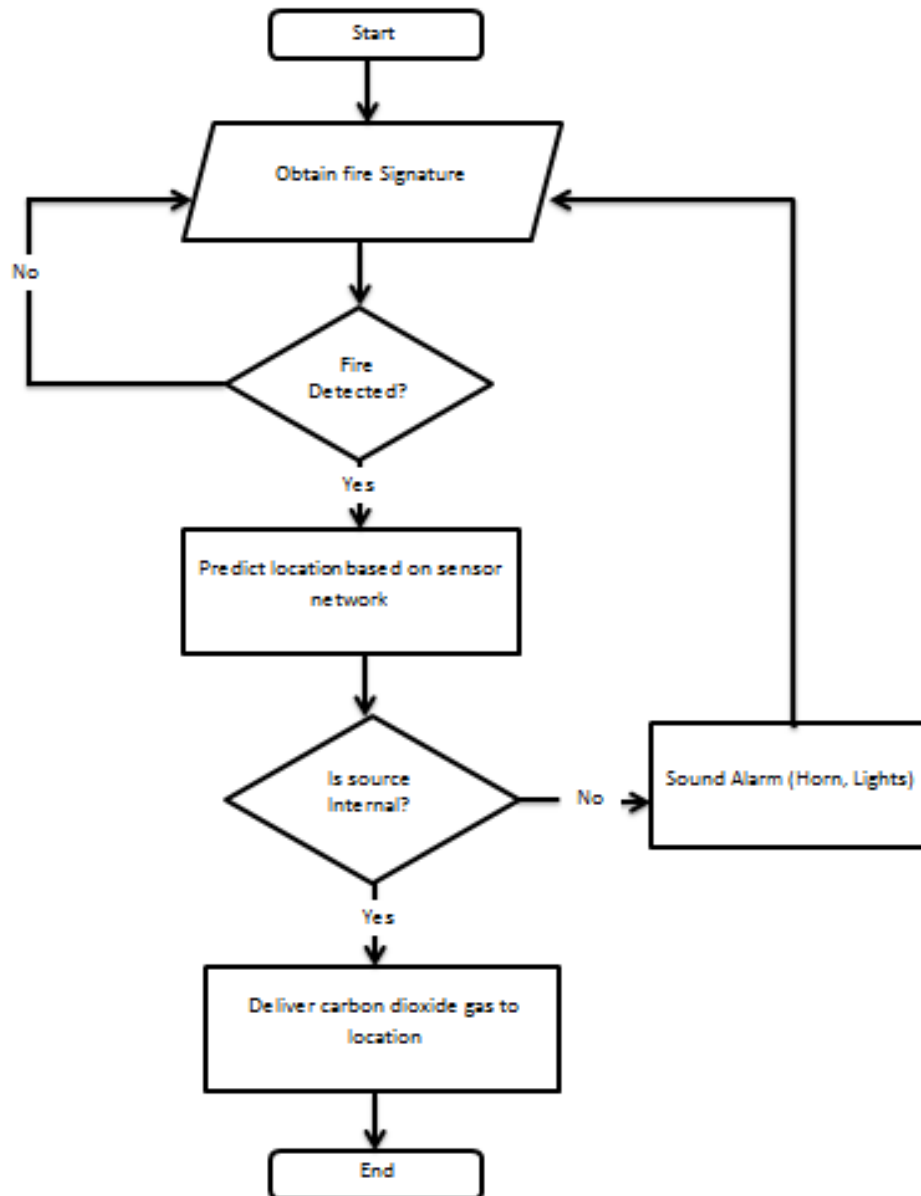 Start
Obtain fire Signature
No
Fire
Detected?
Yes
Predict location based on sensor
network
Is source
Internal?
No
Sound Alarm (Horn, Lights)
Yes
Deliver carbon dioxide gas to
location
End